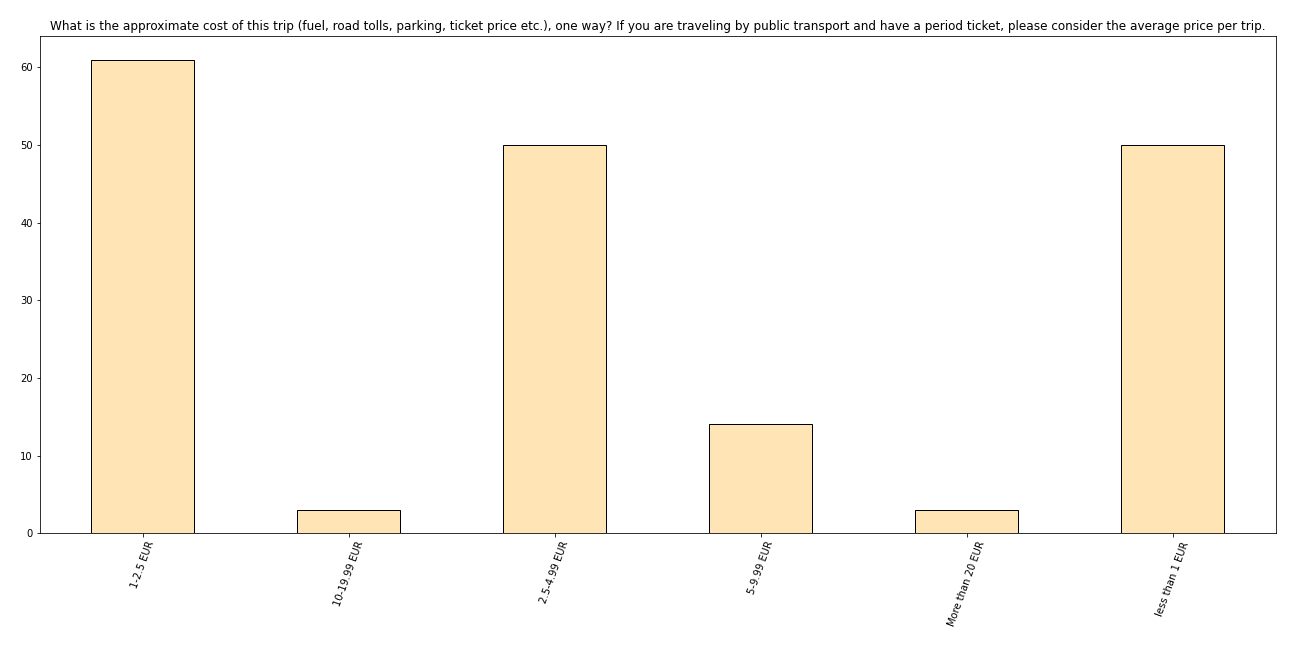 What is the approximate cost of this trip (fuel, road tolls, parking, ticket price etc.), one way? If you are traveling by public transport and have a period ticket, please consider the average price per trip.
60
50
40
30
20
10
0
1-2.5 EUR
10-19.99 EUR
2.5-4.99 EUR
5-9.99 EUR
More than 20 EUR
less than 1 EUR